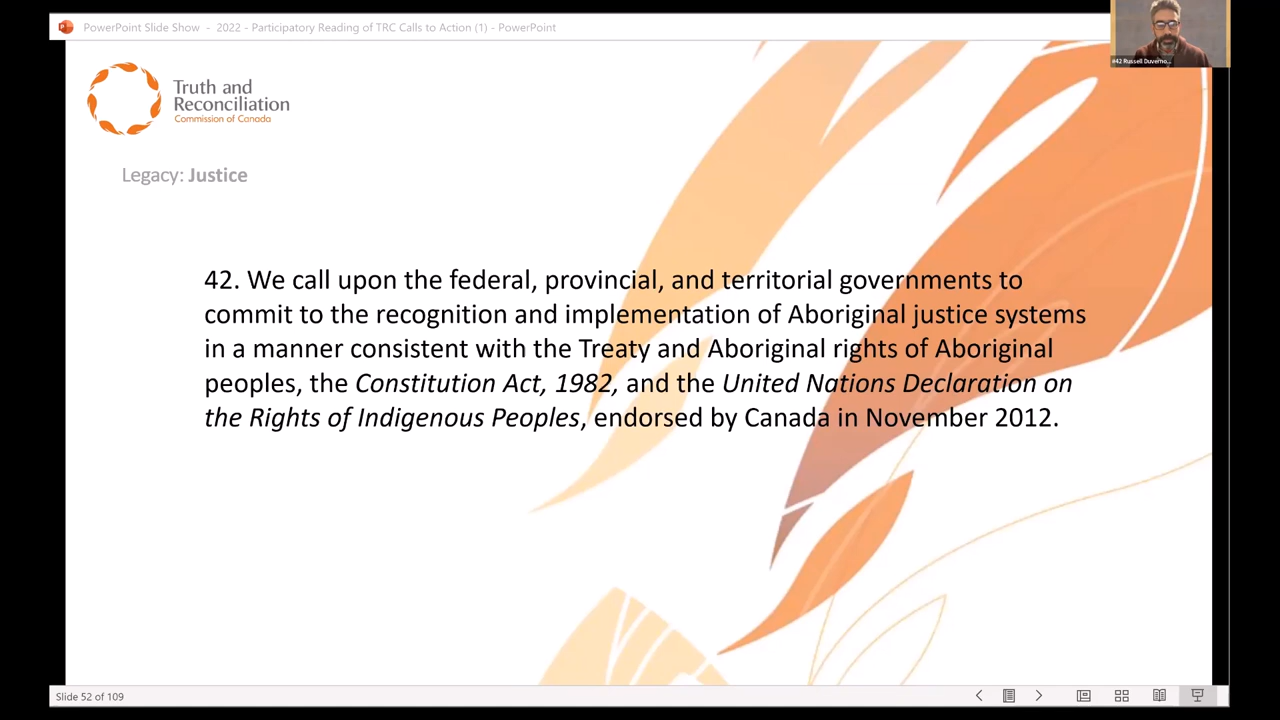 PowerPoint Slide Show - 2022 - Participatory Reading of TRC Calls to Action (1) - PowerPoint
#42 Russell Duverno...
Truth and
Reconciliation
Commission of Canada
Legacy: Justice
42. We call upon the federal, provincial, and territorial governments to
commit to the recognition and implementation of Aboriginal justice systems
in a manner consistent with the Treaty and Aboriginal rights of Aboriginal
peoples, the Constitution Act, 1982, and the United Nations Declaration on
the Rights of Indigenous Peoples, endorsed by Canada in November 2012.
Slide 52 of 109